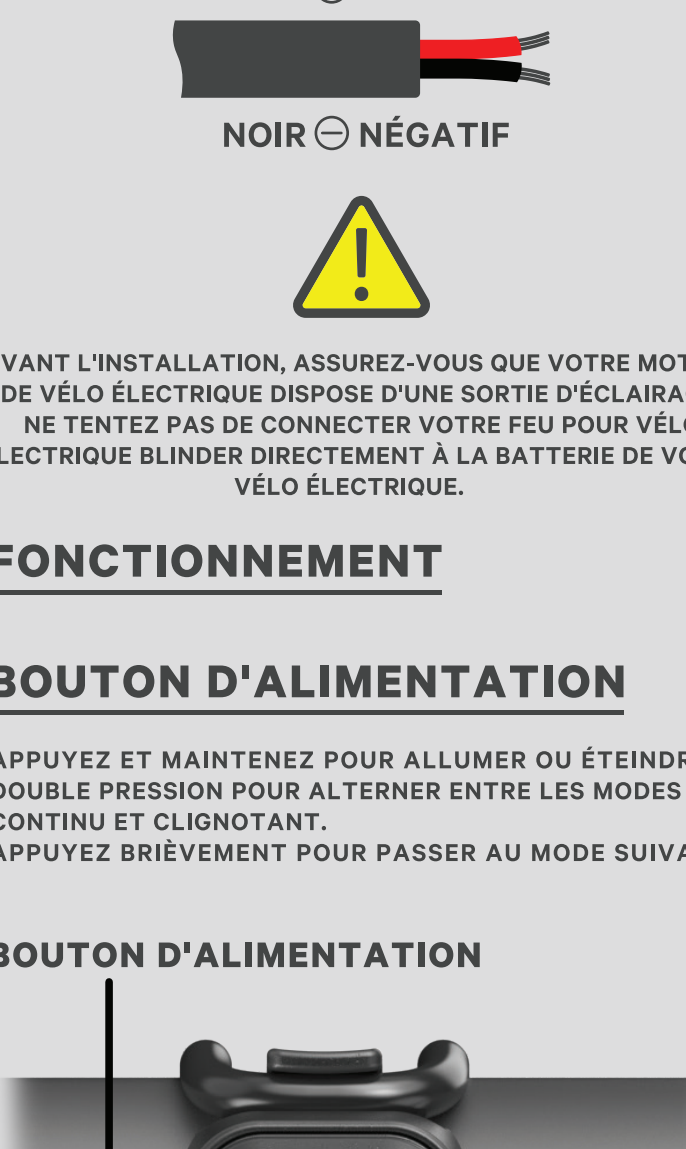 NOIR ⊖ NÉGATIF
VANT L'INSTALLATION, ASSUREZ-VOUS QUE VOTRE MOT
DE VÉLO ÉLECTRIQUE DISPOSE D'UNE SORTIE D'ÉCLAIRA
NE TENTEZ PAS DE CONNECTER VOTRE FEU POUR VÉLO
LECTRIQUE BLINDER DIRECTEMENT À LA BATTERIE DE VO
VÉLO ÉLECTRIQUE.
FONCTIONNEMENT
BOUTON D'ALIMENTATION
APPUYEZ ET MAINTENEZ POUR ALLUMER OU ÉTEINDR
DOUBLE PRESSION POUR ALTERNER ENTRE LES MODES
CONTINU ET CLIGNOTANT.
APPUYEZ BRIÈVEMENT POUR PASSER AU MODE SUIVA
BOUTON D'ALIMENTATION